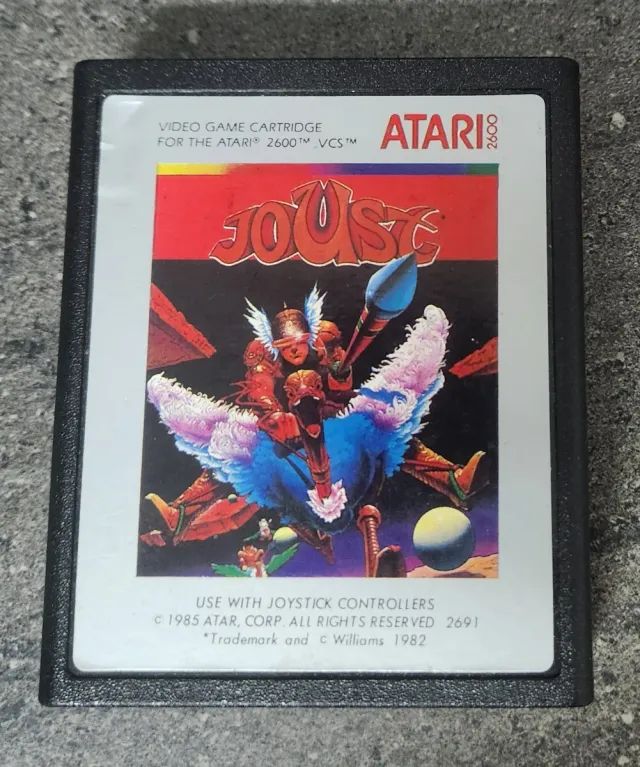 VIDEO GAME CARTRIDGE
FOR THE ATARI® 2600™ .VCS™
ATARI 2600
JOUST
USE WITH JOYSTICK CONTROLLERS
© 1985 ATAR, CORP. ALL RIGHTS RESERVED 2691
*Trademark and © Williams 1982